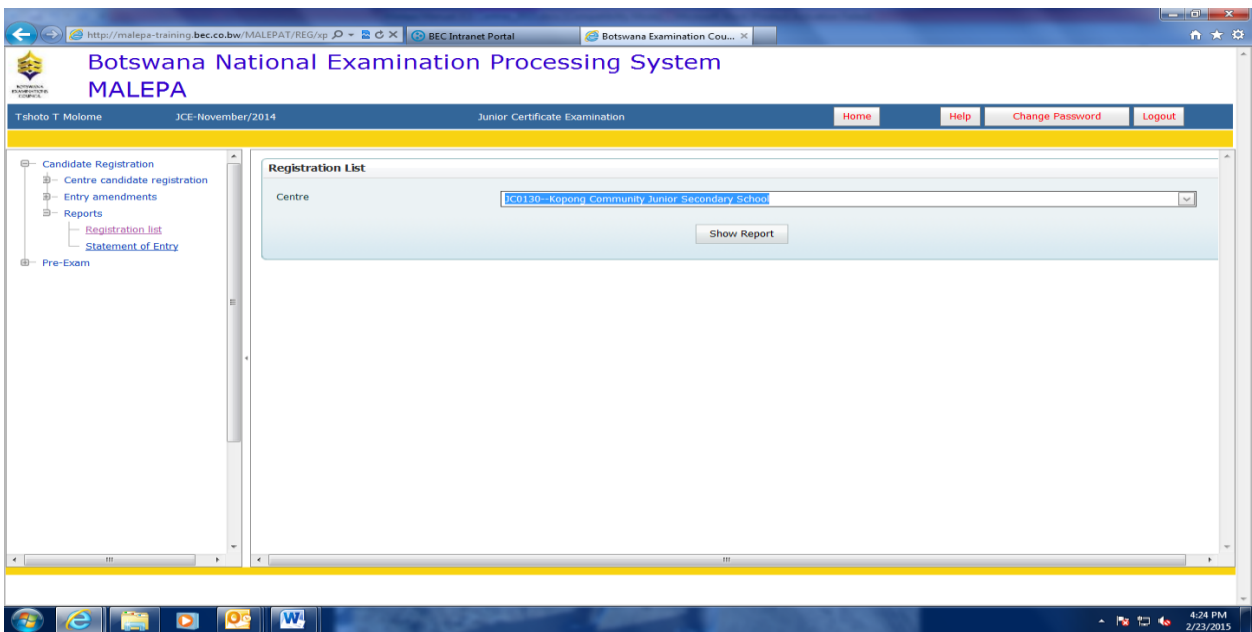 http://malepa-training.bec.co.bw/MALEPAT/REG/xp
BEC Intranet Portal
Botswana Examination Cou...
Botswana National Examination Processing System
MALEPA
BOTSWANA
EXAMINATIONS
COUNCIL
Tshoto T Molome JCE-November/2014 Junior Certificate Examination Home Help Change Password Logout
Candidate Registration
Centre candidate registration
Entry amendments
Reports
Registration list
Statement of Entry
Pre-Exam
Registration List
Centre JC0130--Kopong Community Junior Secondary School
Show Report
4:24 PM
2/23/2015